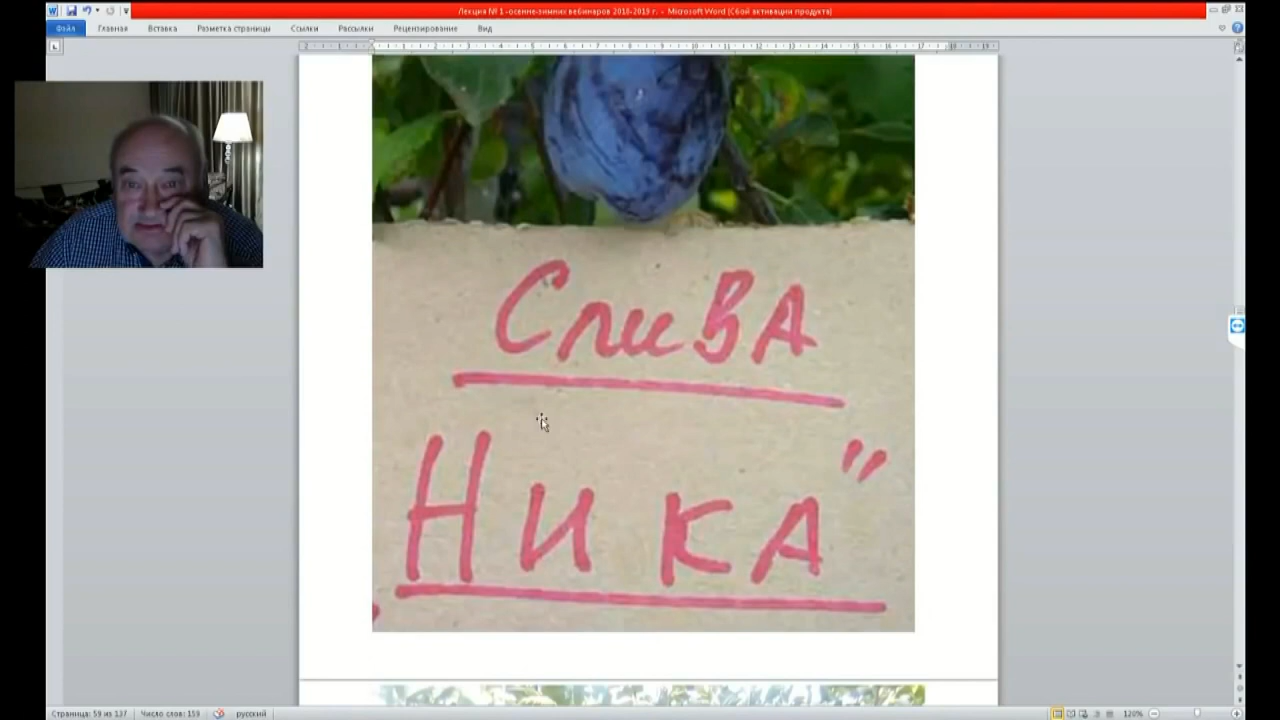 Лекция № 1 -осенне-зимних вебинаров 2018-2019 г. - Microsoft Word (Сбой активации продукта)
Файл Главная Вставка Разметка страницы Ссылки Рассылки Рецензирование Вид
Слива
"Ника"
Страница: 59 из 137 Число слов: 159 русский 120%